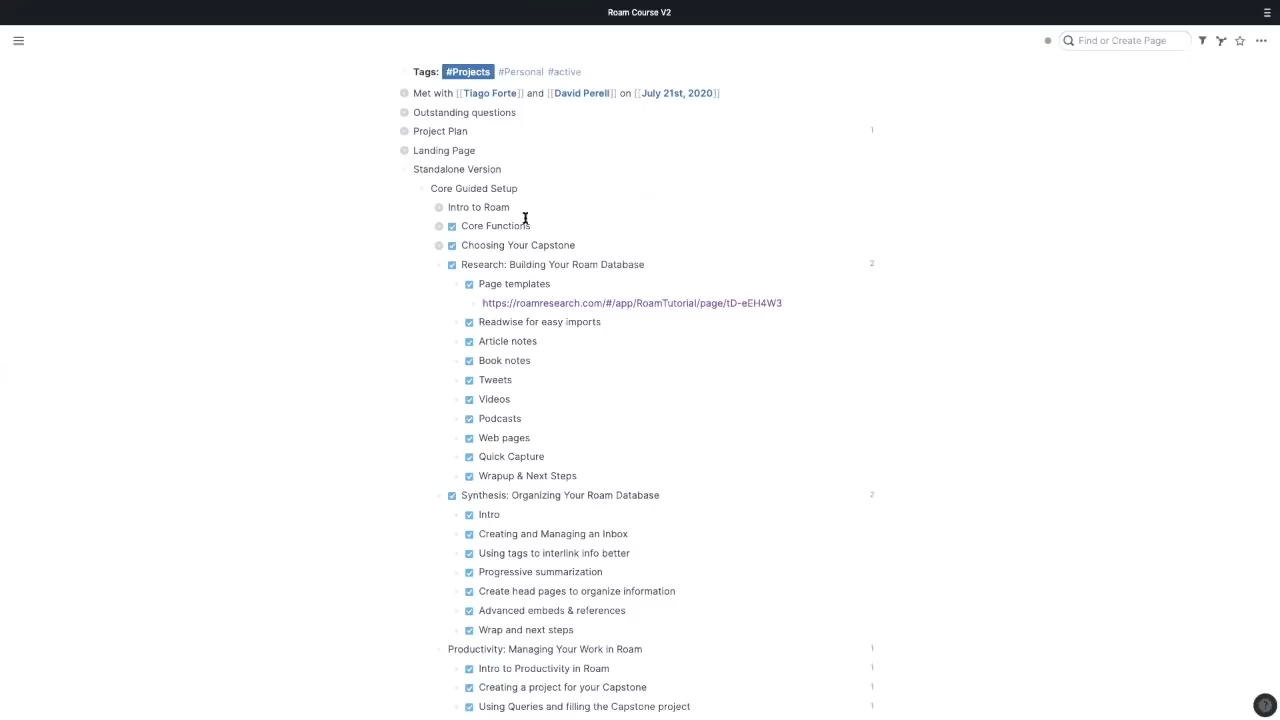 Roam Course V2
Find or Create Page
Tags: #Projects #Personal #active
Met with [[Tiago Forte]] and [[David Perell]] on [[July 21st, 2020]]
Outstanding questions
Project Plan 1
Landing Page
Standalone Version
Core Guided Setup
Intro to Roam
Core Functions
Choosing Your Capstone
Research: Building Your Roam Database 2
Page templates
https://roamresearch.com/#/app/RoamTutorial/page/tD-eEH4W3
Readwise for easy imports
Article notes
Book notes
Tweets
Videos
Podcasts
Web pages
Quick Capture
Wrapup & Next Steps
Synthesis: Organizing Your Roam Database 2
Intro
Creating and Managing an Inbox
Using tags to interlink info better
Progressive summarization
Create head pages to organize information
Advanced embeds & references
Wrap and next steps
Productivity: Managing Your Work in Roam 1
Intro to Productivity in Roam 1
Creating a project for your Capstone 1
Using Queries and filling the Capstone project 1
?